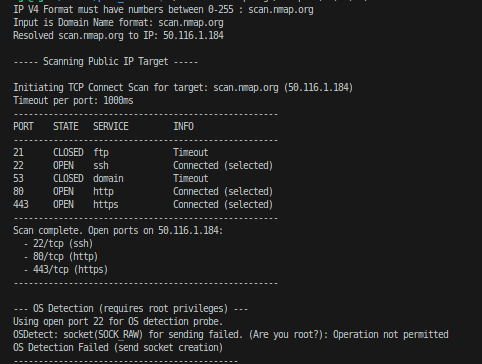 IP V4 Format must have numbers between 0-255 : scan.nmap.org
Input is Domain Name format: scan.nmap.org
Resolved scan.nmap.org to IP: 50.116.1.184
----- Scanning Public IP Target -----
Initiating TCP Connect Scan for target: scan.nmap.org (50.116.1.184)
Timeout per port: 1000ms
-----------------------------------------------------
PORT    STATE   SERVICE         INFO
-----------------------------------------------------
21      CLOSED  ftp             Timeout
22      OPEN    ssh             Connected (selected)
53      CLOSED  domain          Timeout
80      OPEN    http            Connected (selected)
443     OPEN    https           Connected (selected)
-----------------------------------------------------
Scan complete. Open ports on 50.116.1.184:
  - 22/tcp (ssh)
  - 80/tcp (http)
  - 443/tcp (https)
-----------------------------------------------------
--- OS Detection (requires root privileges) ---
Using open port 22 for OS detection probe.
OSDetect: socket(SOCK_RAW) for sending failed. (Are you root?): Operation not permitted
OS Detection Failed (send socket creation)
---------------------------------------------